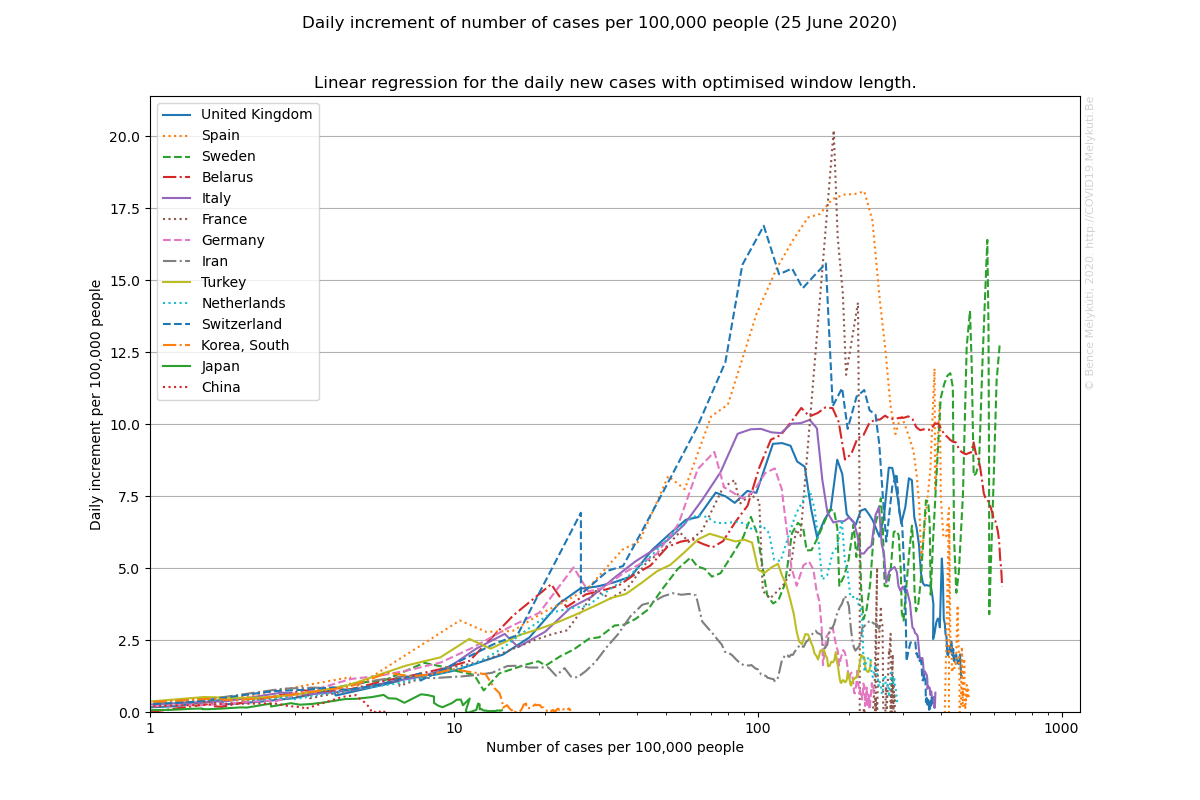 Daily increment of number of cases per 100,000 people (25 June 2020)
Linear regression for the daily new cases with optimised window length.
United Kingdom
Spain
Sweden
Belarus
Italy
France
Germany
Iran
Turkey
Netherlands
Switzerland
Korea, South
Japan
China
20.0
17.5
15.0
12.5
10.0
7.5
5.0
2.5
0.0
Daily increment per 100,000 people
1
10
100
1000
Number of cases per 100,000 people
© Bence Mélykúti, 2020 http://COVID19.Melykuti.Be